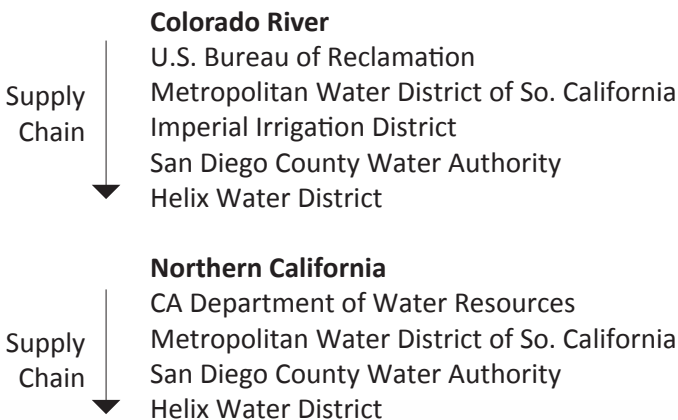 Colorado River
U.S. Bureau of Reclamation
Metropolitan Water District of So. California
Imperial Irrigation District
San Diego County Water Authority
Helix Water District
Supply
Chain
Northern California
CA Department of Water Resources
Metropolitan Water District of So. California
San Diego County Water Authority
Helix Water District
Supply
Chain